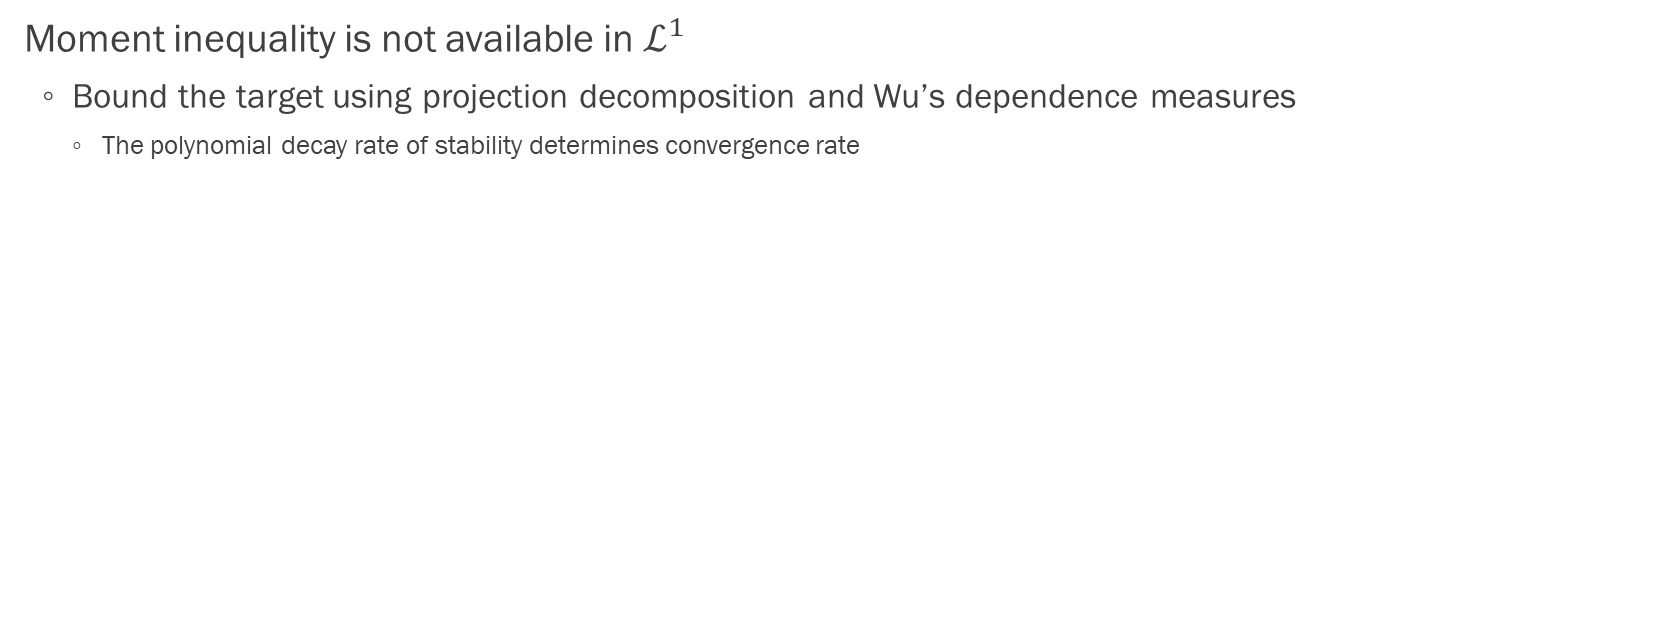 Moment inequality is not available in ℒ¹
◦ Bound the target using projection decomposition and Wu’s dependence measures
◦ The polynomial decay rate of stability determines convergence rate